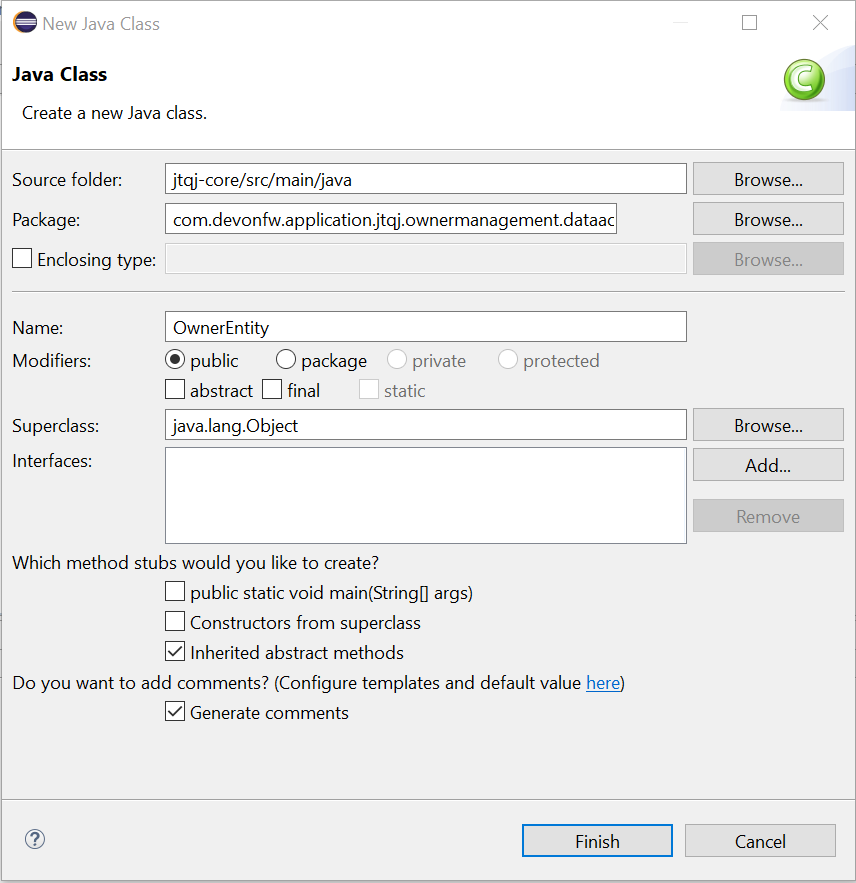 New Java Class
Java Class
Create a new Java class.
Source folder: jtqj-core/src/main/java Browse...
Package: com.devonfw.application.jtqj.ownermanagement.dataac Browse...
Enclosing type: Browse...
Name: OwnerEntity
Modifiers: public package private protected
abstract final static
Superclass: java.lang.Object Browse...
Interfaces: Add...
Remove
Which method stubs would you like to create?
public static void main(String[] args)
Constructors from superclass
Inherited abstract methods
Do you want to add comments? (Configure templates and default value here)
Generate comments
? Finish Cancel